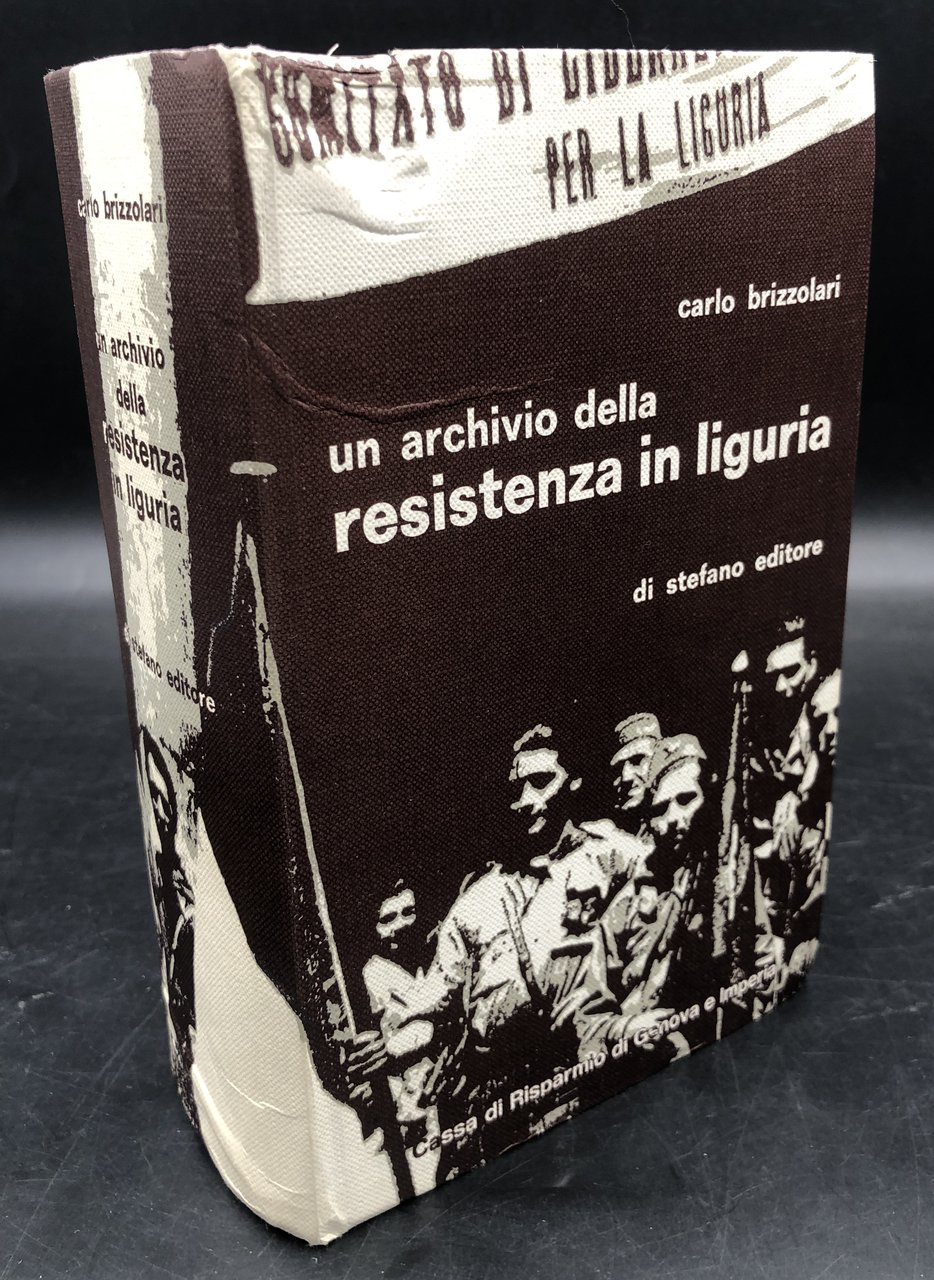 carlo brizzolari
un archivio
della
resistenza
in liguria
stefano editore
COMITATO DI
PER LA LIGURIA
carlo brizzolari
un archivio della
resistenza in liguria
di stefano editore
Cassa di Risparmio di Genova e Imperia